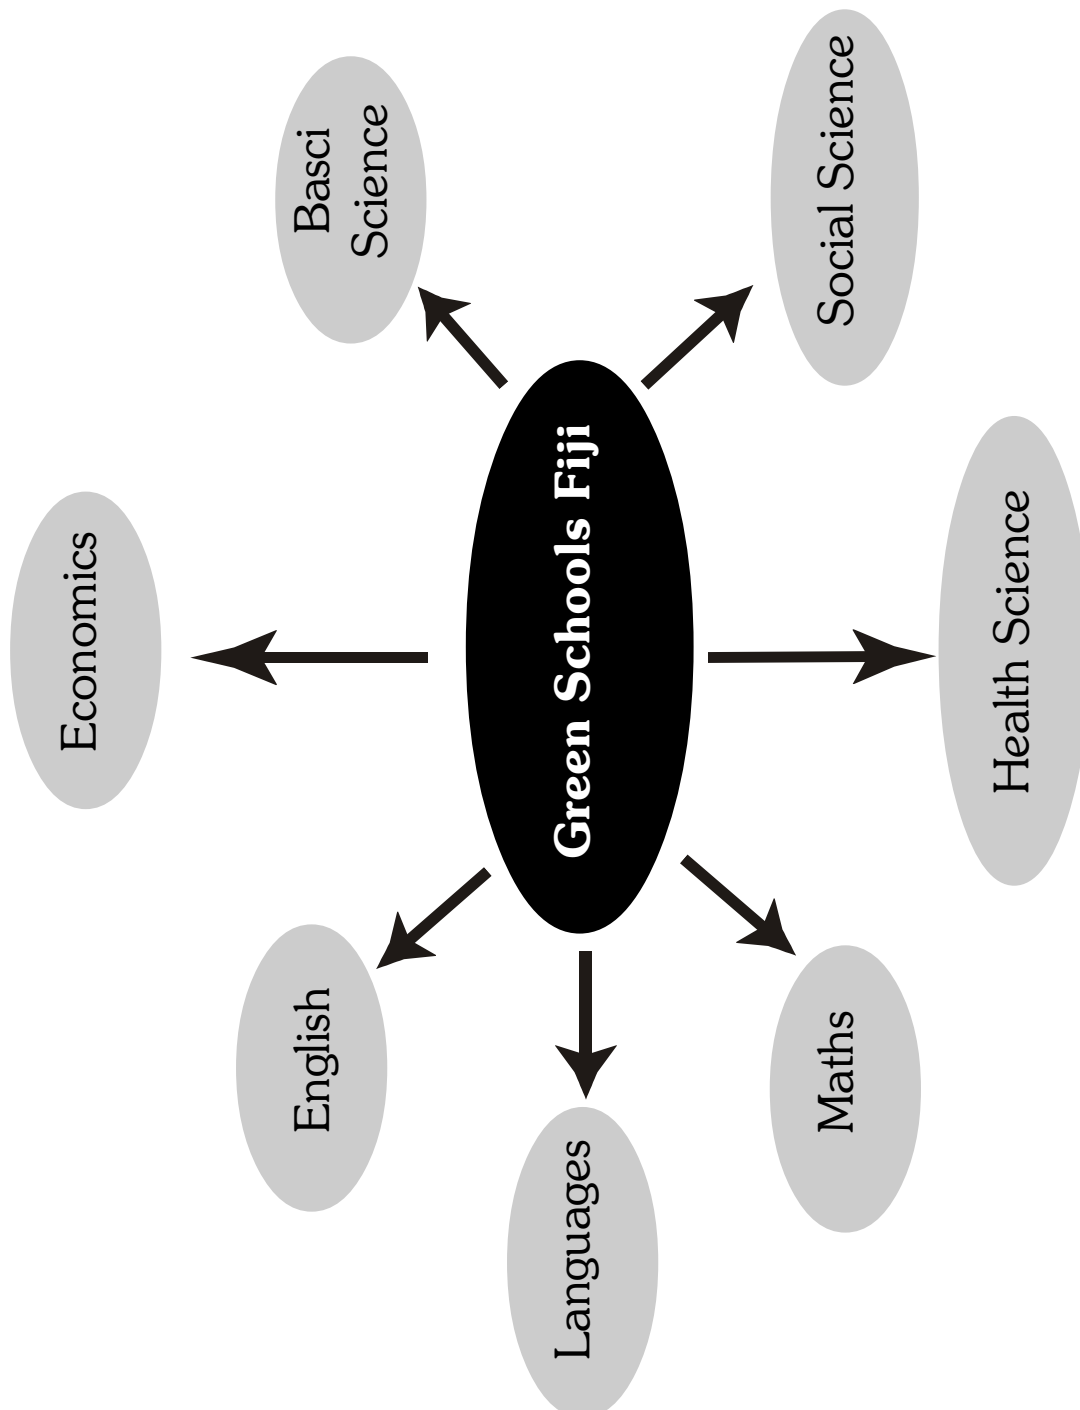 Economics
English
Basci
Science
Languages
Green Schools Fiji
Maths
Social Science
Health Science